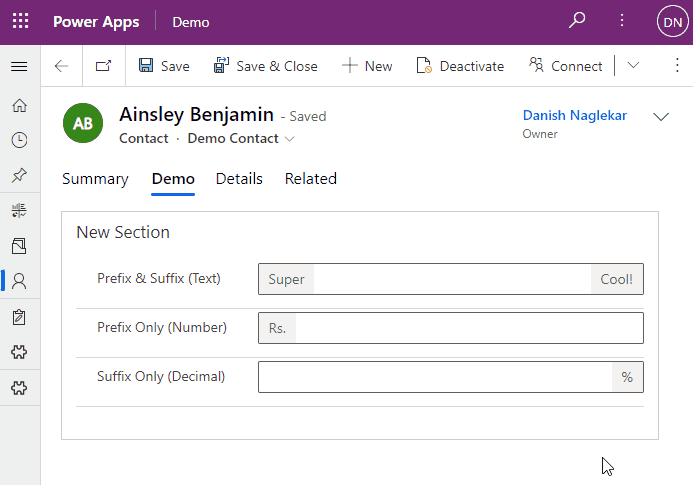 Power Apps Demo DN
Save Save & Close New Deactivate Connect
AB Ainsley Benjamin - Saved Danish Naglekar
Contact · Demo Contact Owner
Summary Demo Details Related
New Section
Prefix & Suffix (Text) Super Cool!
Prefix Only (Number) Rs.
Suffix Only (Decimal) %